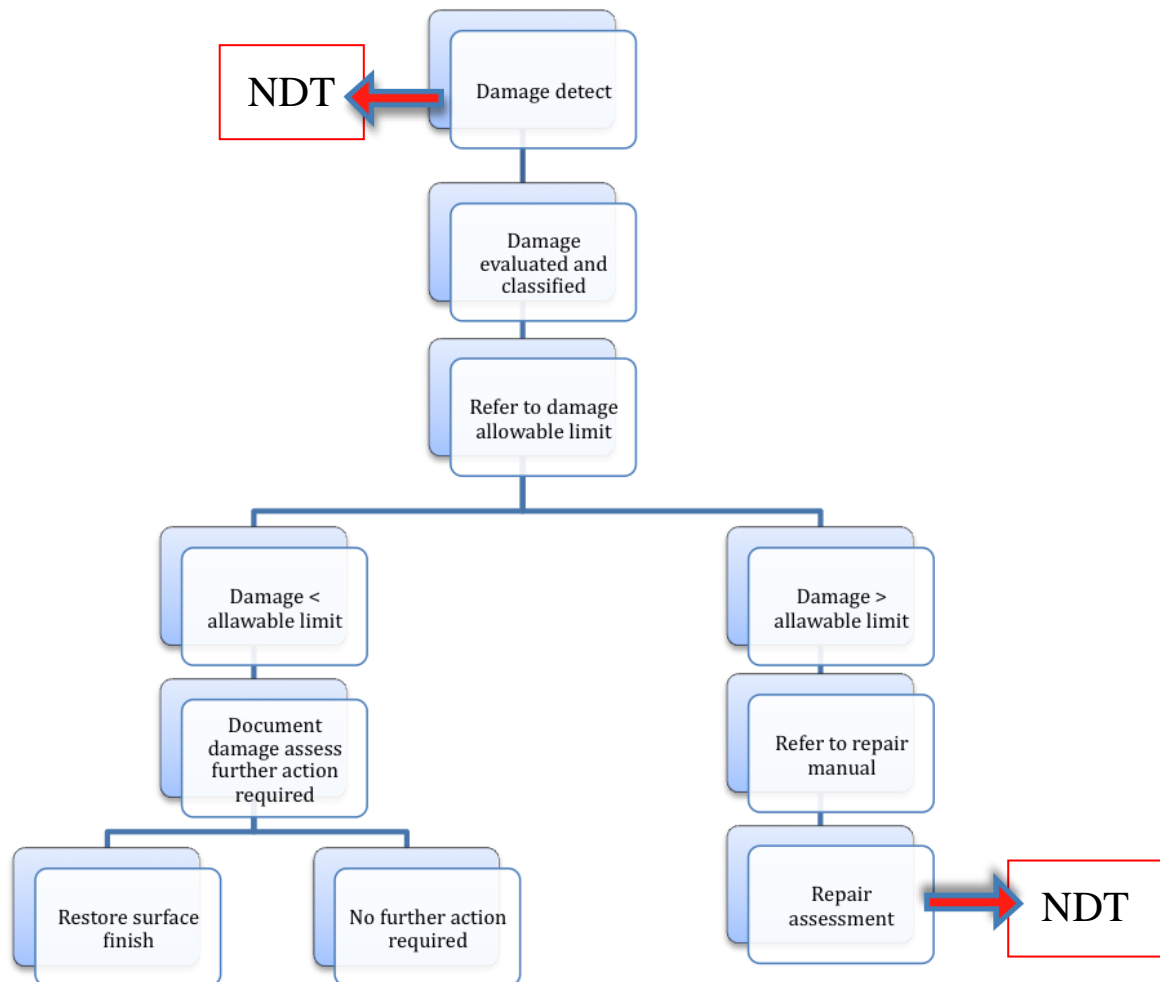 NDT
Damage detect
Damage
evaluated and
classified
Refer to damage
allowable limit
Damage <
allawable limit
Damage >
allawable limit
Document
damage assess
further action
required
Refer to repair
manual
Restore surface
finish
No further action
required
Repair
assessment
NDT